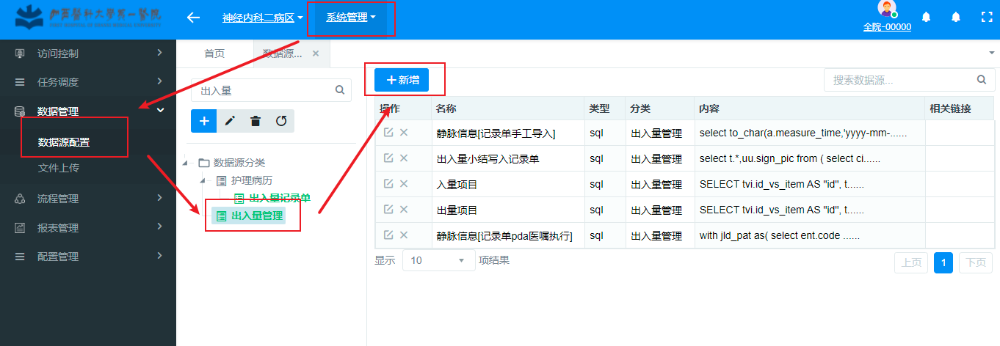 神经内科二病区
系统管理
全院-00000
访问控制
任务调度
数据管理
数据源配置
文件上传
流程管理
报表管理
配置管理
首页
数据源...
出入量
数据源分类
护理病历
出入量记录单
出入量管理
新增
搜索数据源...
操作 名称 类型 分类 内容 相关链接
静脉信息[记录单手工导入] sql 出入量管理 select to_char(a.measure_time,'yyyy-mm-......
出入量小结写入记录单 sql 出入量管理 select t.*,uu.sign_pic from ( select ci......
入量项目 sql 出入量管理 SELECT tvi.id_vs_item AS "id", t......
出量项目 sql 出入量管理 SELECT tvi.id_vs_item AS "id", t......
静脉信息[记录单pda医嘱执行] sql 出入量管理 with jld_pat as( select ent.code ......
显示 10 项结果
上页 1 下页